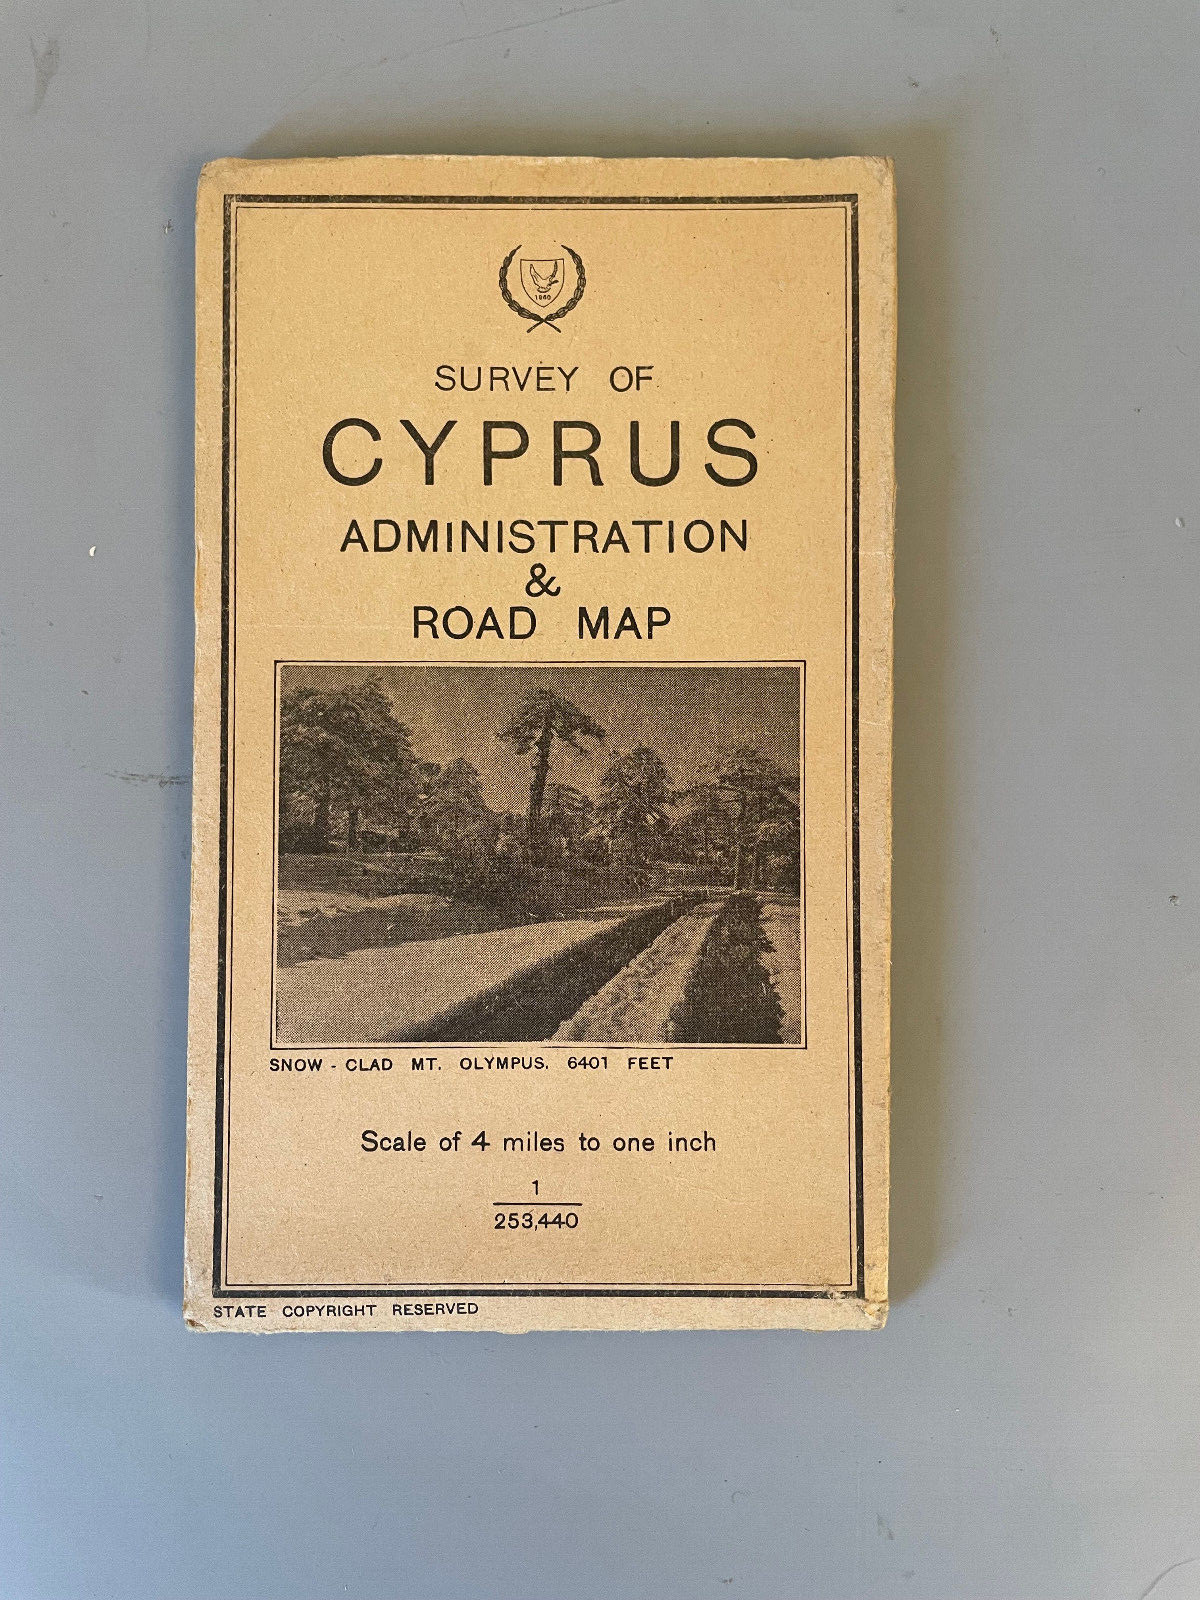 1960
SURVEY OF
CYPRUS
ADMINISTRATION
&
ROAD MAP
SNOW - CLAD MT. OLYMPUS. 6401 FEET
Scale of 4 miles to one inch
1
253,440
STATE COPYRIGHT RESERVED